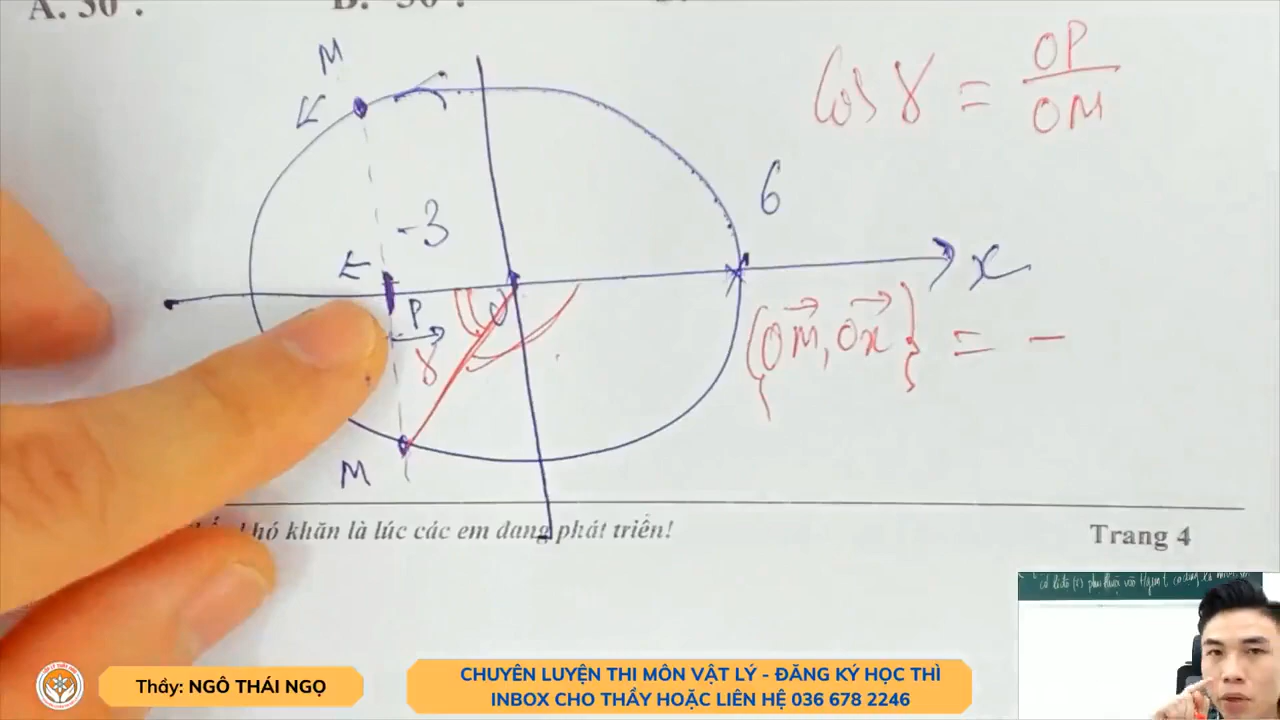 A. 30°.
B. -30°.
M
cos γ = OP/OM
6
-3
x
P
O
γ
{OM, Ox} = -
M
khó khăn là lúc các em đang phát triển!
Trang 4
Thầy: NGÔ THÁI NGỌ
CHUYÊN LUYỆN THI MÔN VẬT LÝ - ĐĂNG KÝ HỌC THÌ
INBOX CHO THẦY HOẶC LIÊN HỆ 036 678 2246